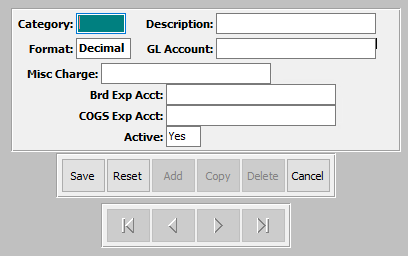 Category: Description:
Format: Decimal GL Account:
Misc Charge:
Brd Exp Acct:
COGS Exp Acct:
Active: Yes
Save Reset Add Copy Delete Cancel